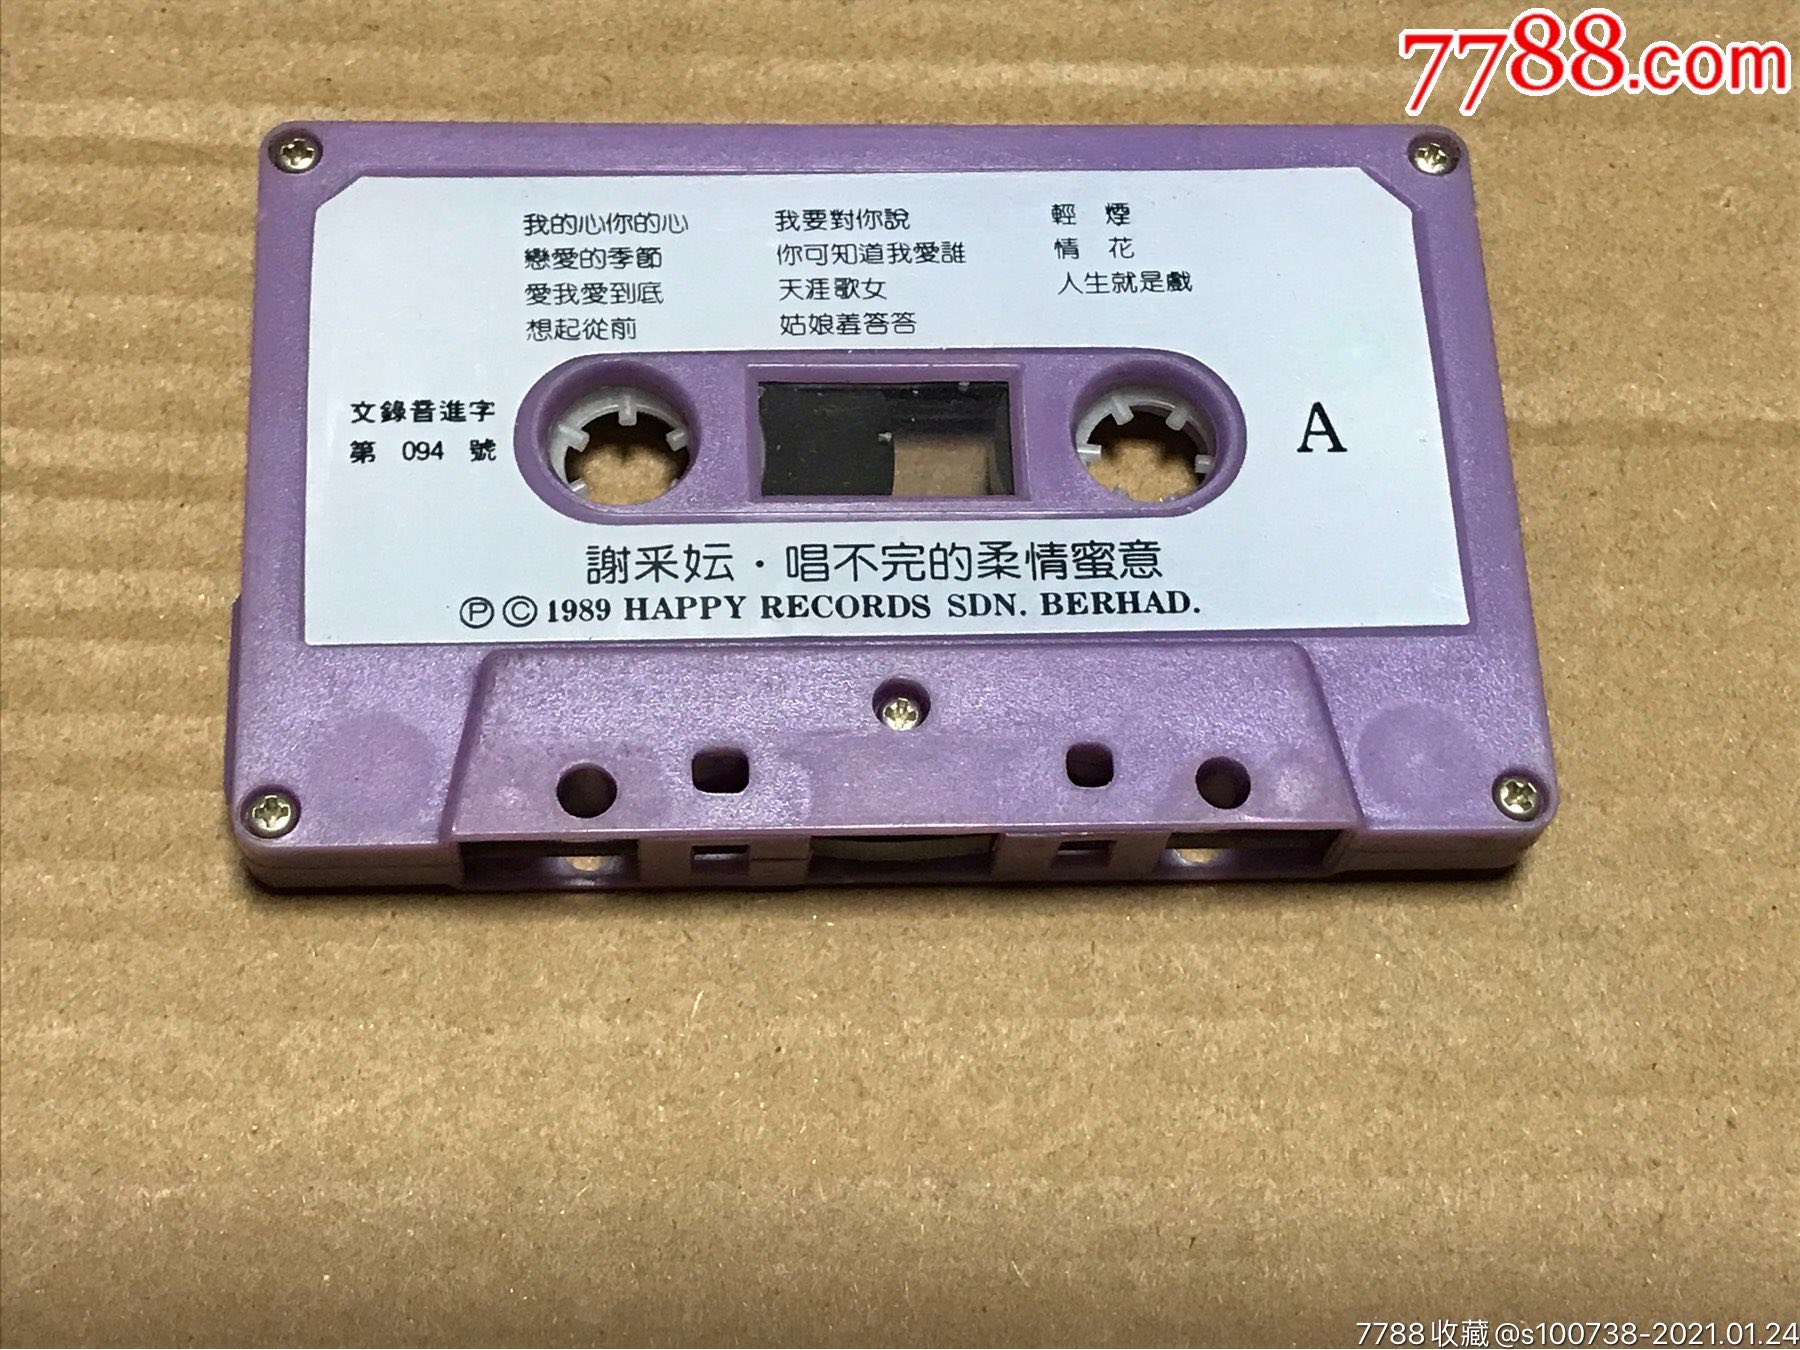 7788.com
我的心你的心
戀愛的季節
愛我愛到底
想起從前
我要對你說
你可知道我愛誰
天涯歌女
姑娘羞答答
輕 煙
情 花
人生就是戲
文錄音進字
第 094 號
A
謝采妘·唱不完的柔情蜜意
Ⓟ © 1989 HAPPY RECORDS SDN. BERHAD.
7788收藏@s100738-2021.01.24